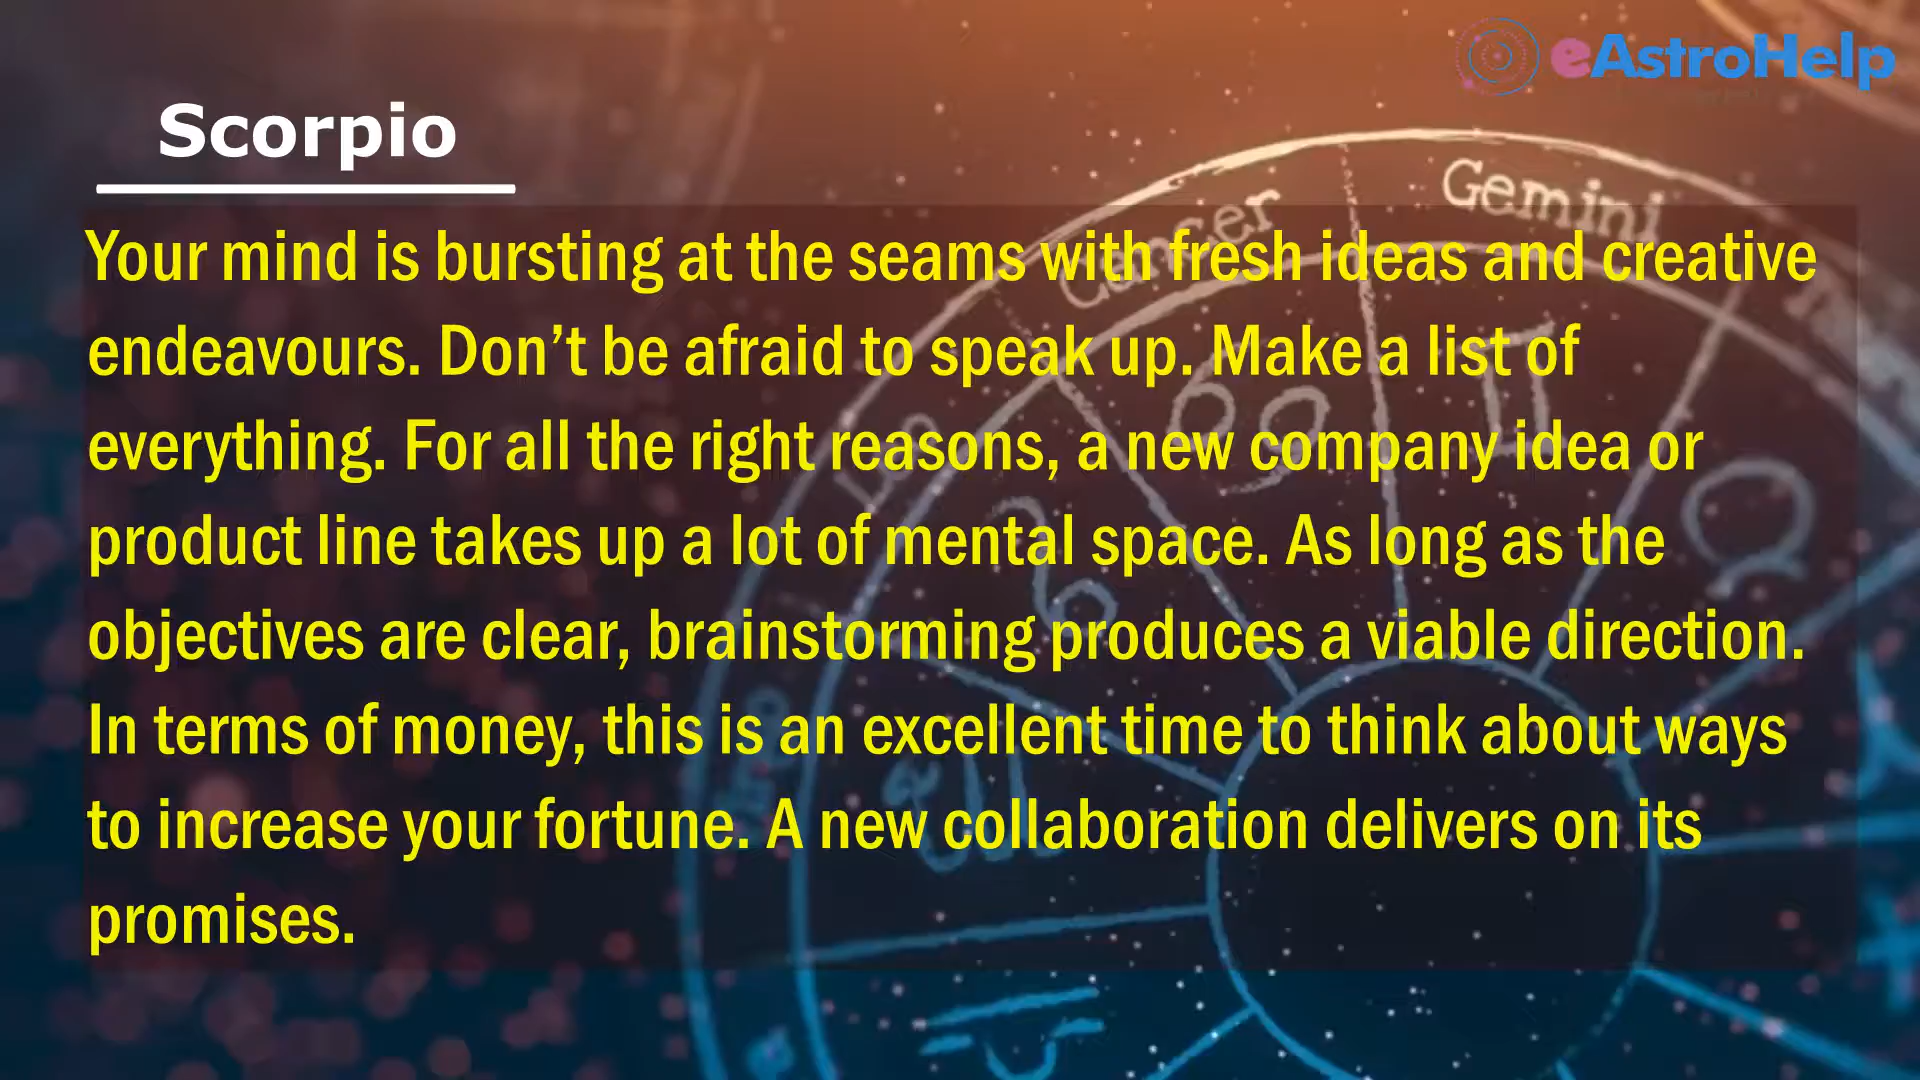 eAstroHelp
Scorpio
Gemini
Cancer
Your mind is bursting at the seams with fresh ideas and creative
endeavours. Don’t be afraid to speak up. Make a list of
everything. For all the right reasons, a new company idea or
product line takes up a lot of mental space. As long as the
objectives are clear, brainstorming produces a viable direction.
In terms of money, this is an excellent time to think about ways
to increase your fortune. A new collaboration delivers on its
promises.
Leo
Virgo